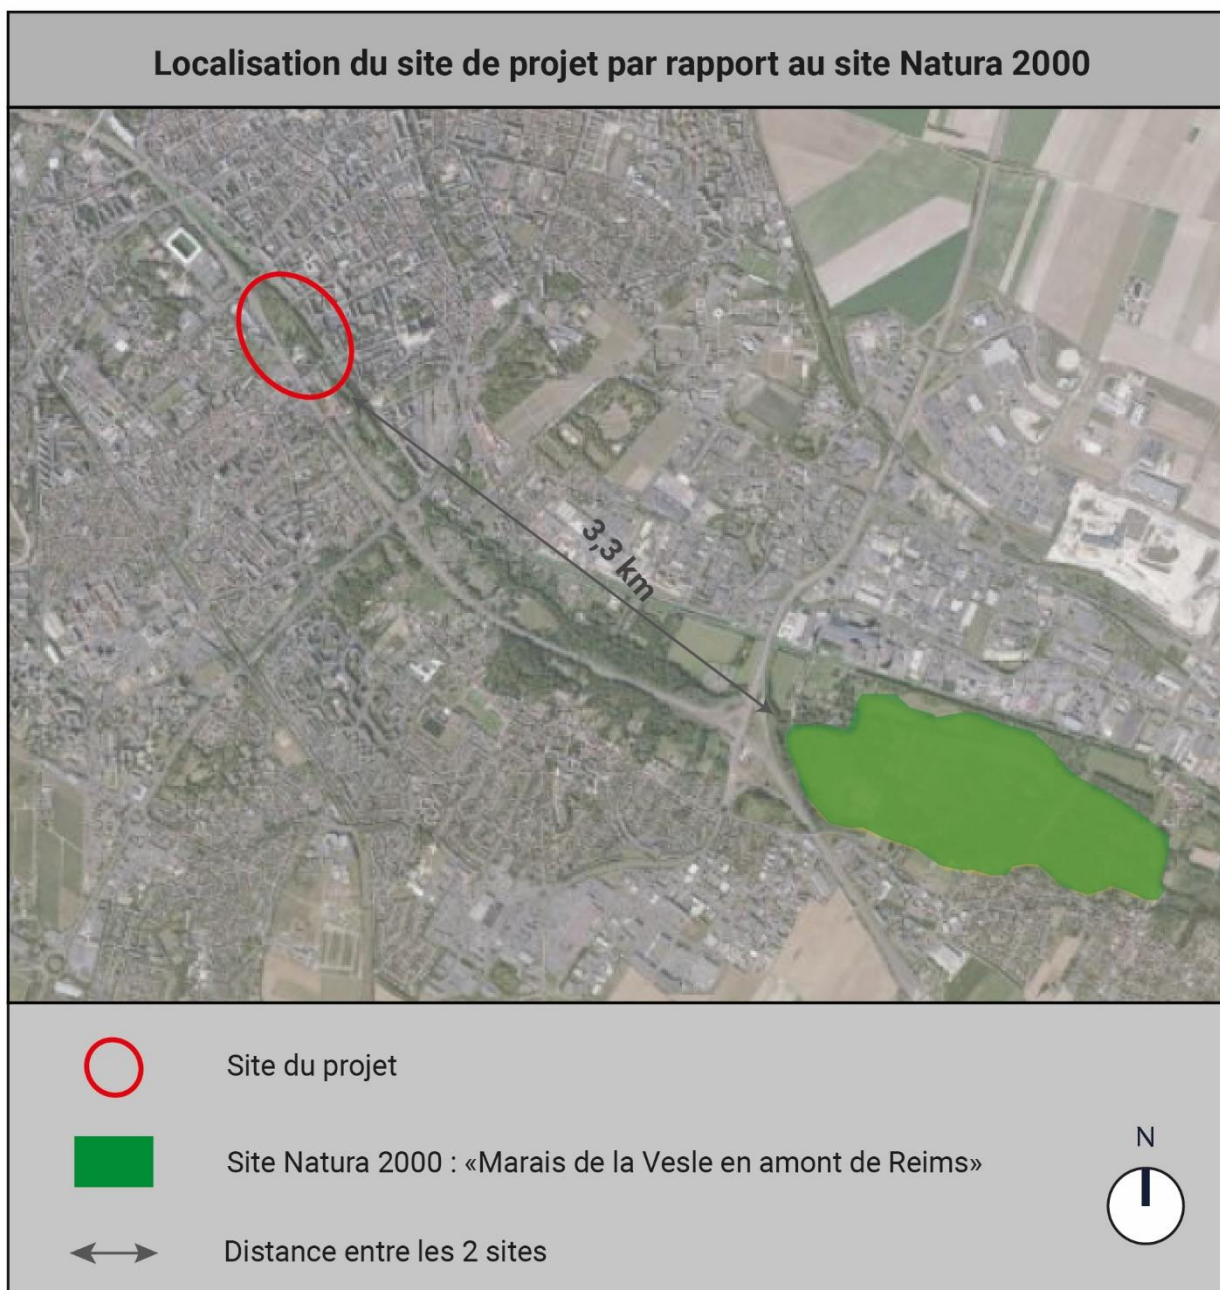 Localisation du site de projet par rapport au site Natura 2000
3,3 km
Site du projet
Site Natura 2000 : «Marais de la Vesle en amont de Reims»
N
Distance entre les 2 sites